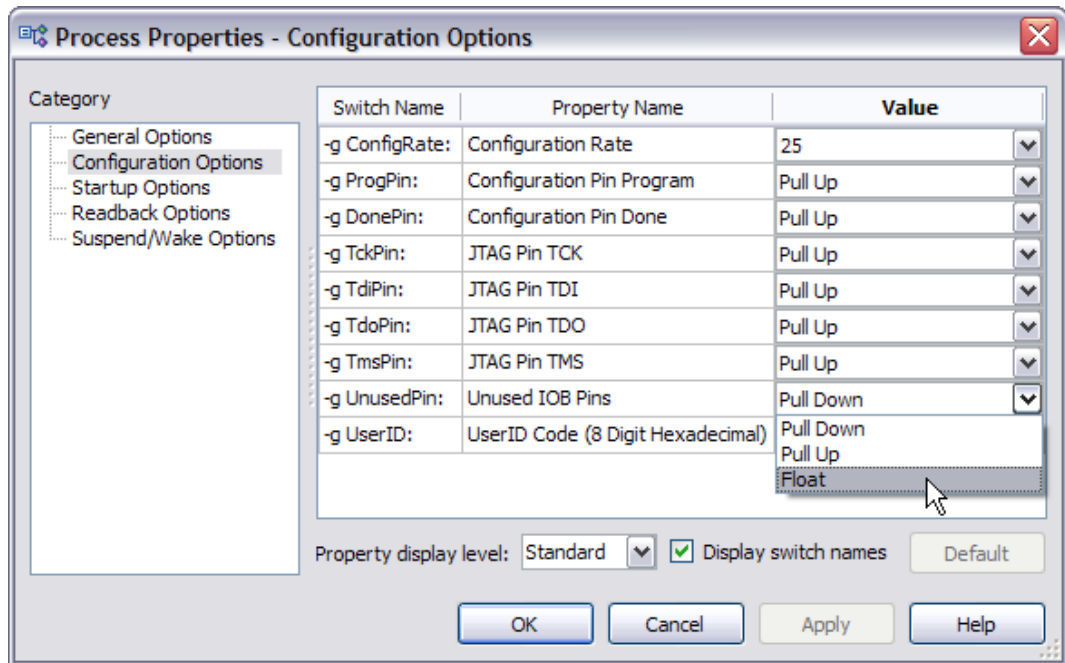 Process Properties - Configuration Options
Category
General Options
Configuration Options
Startup Options
Readback Options
Suspend/Wake Options
Switch Name Property Name Value
-g ConfigRate: Configuration Rate 25
-g ProgPin: Configuration Pin Program Pull Up
-g DonePin: Configuration Pin Done Pull Up
-g TckPin: JTAG Pin TCK Pull Up
-g TdiPin: JTAG Pin TDI Pull Up
-g TdoPin: JTAG Pin TDO Pull Up
-g TmsPin: JTAG Pin TMS Pull Up
-g UnusedPin: Unused IOB Pins Pull Down
-g UserID: UserID Code (8 Digit Hexadecimal)
Pull Down
Pull Up
Float
Property display level: Standard Display switch names Default
OK Cancel Apply Help